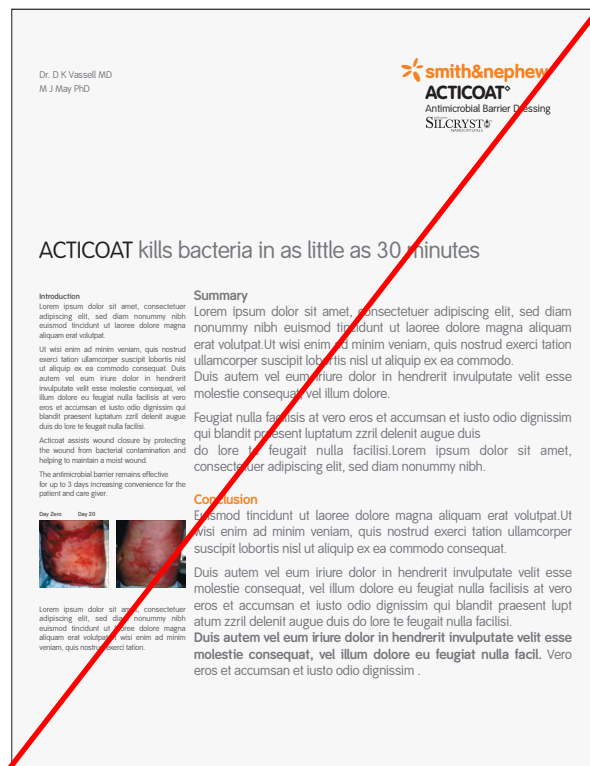 Dr. D K Vassell MD
M J May PhD
smith&nephew
ACTICOAT◊
Antimicrobial Barrier Dressing
SILCRYST
NANOCRYSTALS
ACTICOAT kills bacteria in as little as 30 minutes
Introduction
Lorem ipsum dolor sit amet, consectetuer
adipiscing elit, sed diam nonummy nibh
euismod tincidunt ut laoree dolore magna
aliquam erat volutpat.
Ut wisi enim ad minim veniam, quis nostrud
exerci tation ullamcorper suscipit lobortis nisl
ut aliquip ex ea commodo consequat. Duis
autem vel eum iriure dolor in hendrerit
invulputate velit esse molestie consequat, vel
illum dolore eu feugiat nulla facilisis at vero
eros et accumsan et iusto odio dignissim qui
blandit praesent luptatum zzril delenit augue
duis do lore te feugait nulla facilisi.
Acticoat assists wound closure by protecting
the wound from bacterial contamination and
helping to maintain a moist wound.
The antimicrobial barrier remains effective
for up to 3 days increasing convenience for the
patient and care giver.
Day Zero Day 20
Lorem ipsum dolor sit amet, consectetuer
adipiscing elit, sed diam nonummy nibh
euismod tincidunt ut laoree dolore magna
aliquam erat volutpat.Ut wisi enim ad minim
veniam, quis nostrud exerci tation.
Summary
Lorem ipsum dolor sit amet, consectetuer adipiscing elit, sed diam
nonummy nibh euismod tincidunt ut laoree dolore magna aliquam
erat volutpat.Ut wisi enim ad minim veniam, quis nostrud exerci tation
ullamcorper suscipit lobortis nisl ut aliquip ex ea commodo.
Duis autem vel eum iriure dolor in hendrerit invulputate velit esse
molestie consequat, vel illum dolore.
Feugiat nulla facilisis at vero eros et accumsan et iusto odio dignissim
qui blandit praesent luptatum zzril delenit augue duis
do lore te feugait nulla facilisi.Lorem ipsum dolor sit amet,
consectetuer adipiscing elit, sed diam nonummy nibh.
Conclusion
Euismod tincidunt ut laoree dolore magna aliquam erat volutpat.Ut
wisi enim ad minim veniam, quis nostrud exerci tation ullamcorper
suscipit lobortis nisl ut aliquip ex ea commodo consequat.
Duis autem vel eum iriure dolor in hendrerit invulputate velit esse
molestie consequat, vel illum dolore eu feugiat nulla facilisis at vero
eros et accumsan et iusto odio dignissim qui blandit praesent lupt
atum zzril delenit augue duis do lore te feugait nulla facilisi.
Duis autem vel eum iriure dolor in hendrerit invulputate velit esse
molestie consequat, vel illum dolore eu feugiat nulla facil. Vero
eros et accumsan et iusto odio dignissim .